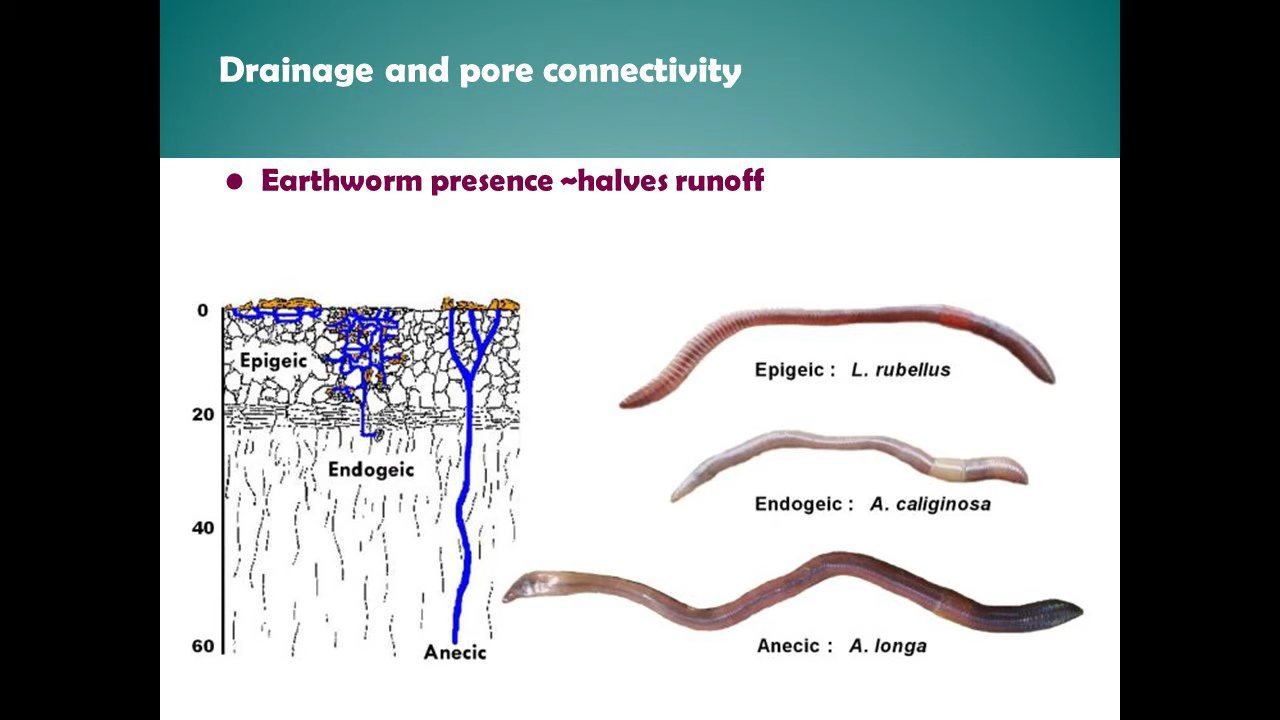 Drainage and pore connectivity
● Earthworm presence ~halves runoff
0
Epigeic
20
Endogeic
40
60
Anecic
Epigeic : L. rubellus
Endogeic : A. caliginosa
Anecic : A. longa